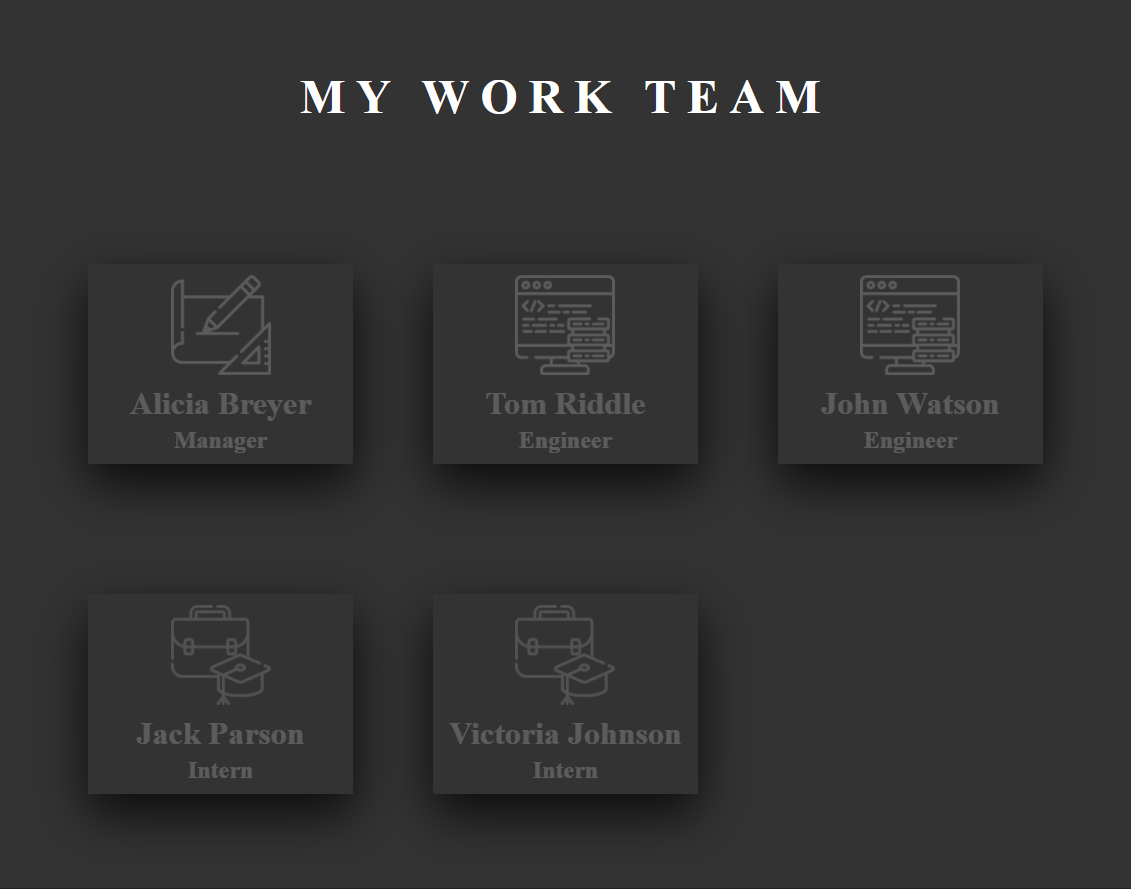 MY WORK TEAM
Alicia Breyer
Manager
Tom Riddle
Engineer
John Watson
Engineer
Jack Parson
Intern
Victoria Johnson
Intern